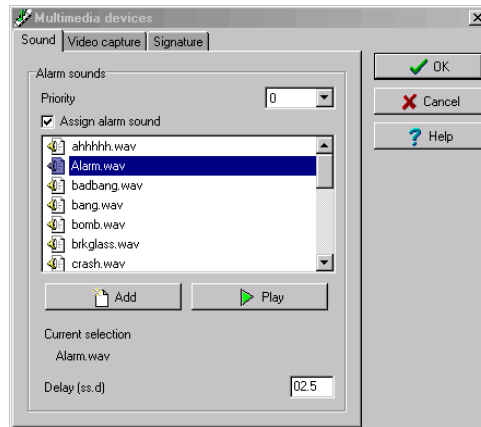 Multimedia devices
Sound Video capture Signature
OK
Cancel
Help
Alarm sounds
Priority 0
Assign alarm sound
ahhhhh.wav
Alarm.wav
badbang.wav
bang.wav
bomb.wav
brkglass.wav
crash.wav
Add Play
Current selection
Alarm.wav
Delay (ss.d) 02.5